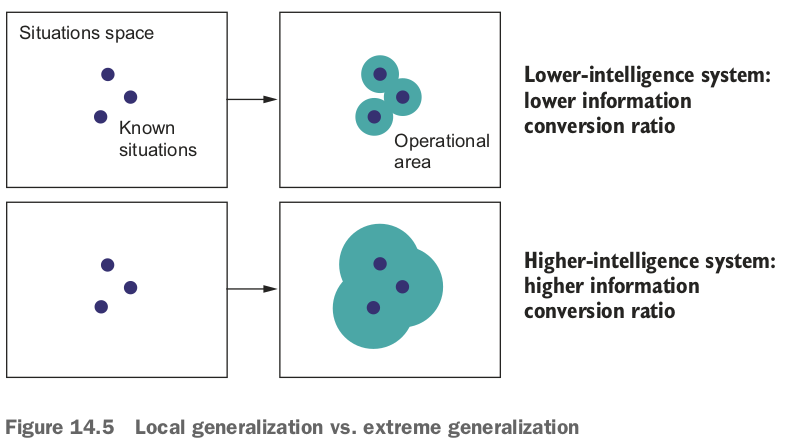 Situations space
Known
situations
Operational
area
Lower-intelligence system:
lower information
conversion ratio
Higher-intelligence system:
higher information
conversion ratio
Figure 14.5 Local generalization vs. extreme generalization